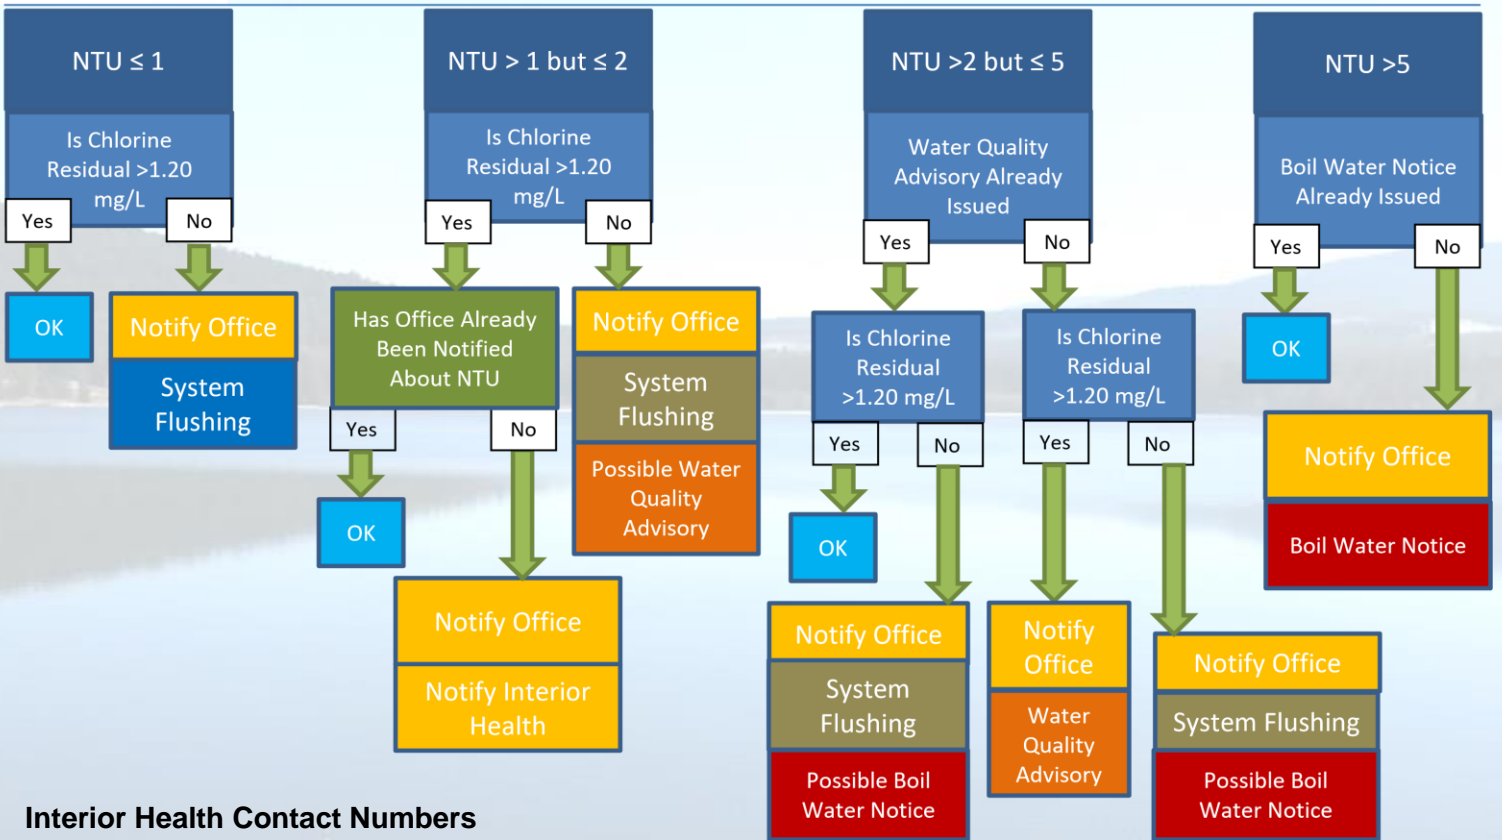 NTU ≤ 1
Is Chlorine
Residual >1.20
mg/L
Yes
No
OK
Notify Office
System
Flushing
NTU > 1 but ≤ 2
Is Chlorine
Residual >1.20
mg/L
Yes
No
Has Office Already
Been Notified
About NTU
Yes
No
OK
Notify Office
Notify Interior
Health
Notify Office
System
Flushing
Possible Water
Quality
Advisory
NTU >2 but ≤ 5
Water Quality
Advisory Already
Issued
Yes
No
Is Chlorine
Residual
>1.20 mg/L
Yes
No
OK
Notify Office
System
Flushing
Possible Boil
Water Notice
Is Chlorine
Residual
>1.20 mg/L
Yes
No
Notify
Office
Water
Quality
Advisory
Notify Office
System Flushing
Possible Boil
Water Notice
NTU >5
Boil Water Notice
Already Issued
Yes
No
OK
Notify Office
Boil Water Notice
Interior Health Contact Numbers